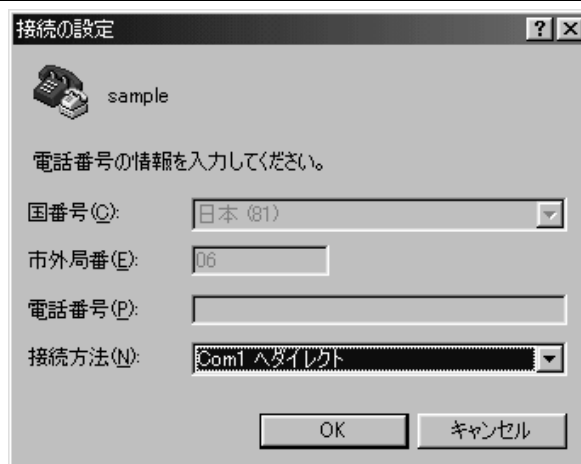 接続の設定
sample
電話番号の情報を入力してください。
国番号(C): 日本 (81)
市外局番(E): 06
電話番号(P):
接続方法(N): Com1 へダイレクト
OK キャンセル